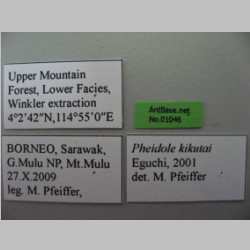 Upper Mountain
Forest, Lower Facies,
Winkler extraction
4°2'42"N,114°55'0"E
AntBase.net
No.01046
BORNEO, Sarawak,
G.Mulu NP, Mt.Mulu
27.X.2009
leg. M. Pfeiffer,
Pheidole kikutai
Eguchi, 2001
det. M. Pfeiffer